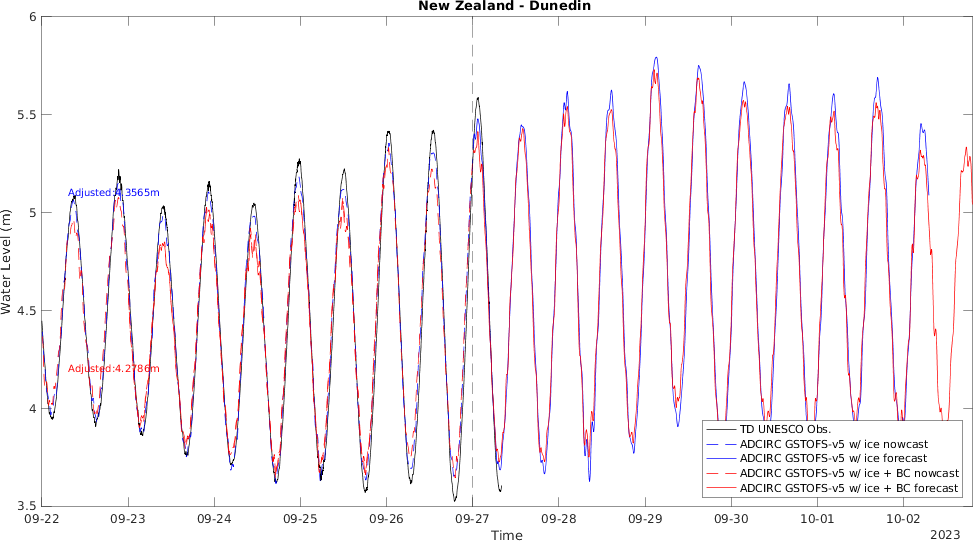 New Zealand - Dunedin
6
5.5
5
4.5
4
3.5
Water Level (m)
Adjusted:4.3565m
Adjusted:4.2786m
TD UNESCO Obs.
ADCIRC GSTOFS-v5 w/ ice nowcast
ADCIRC GSTOFS-v5 w/ ice forecast
ADCIRC GSTOFS-v5 w/ ice + BC nowcast
ADCIRC GSTOFS-v5 w/ ice + BC forecast
09-22 09-23 09-24 09-25 09-26 09-27 09-28 09-29 09-30 10-01 10-02
Time
2023